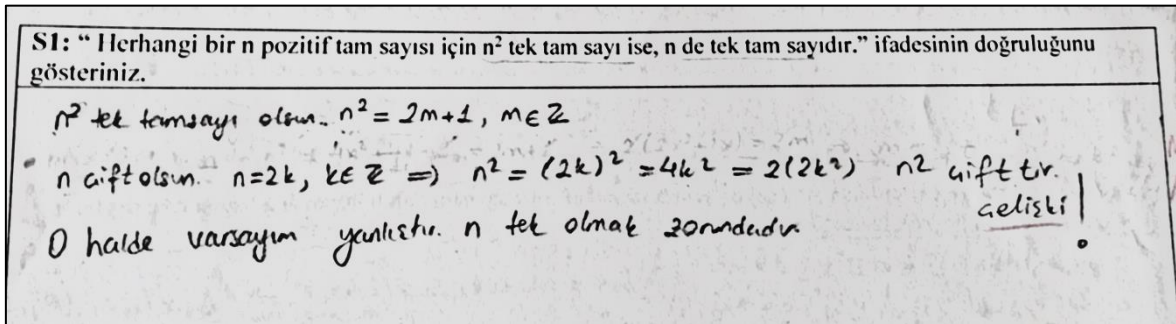 S1: “ Herhangi bir n pozitif tam sayısı için n² tek tam sayı ise, n de tek tam sayıdır.” ifadesinin doğruluğunu
gösteriniz.
n² tek tamsayı olsun. n² = 2m+1, m∈Z
n çift olsun. n=2k, k∈Z ⇒ n² = (2k)² = 4k² = 2(2k²) n2 çifttir.
çelişki!
O halde varsayım yanlıştır. n tek olmak zorundadır.